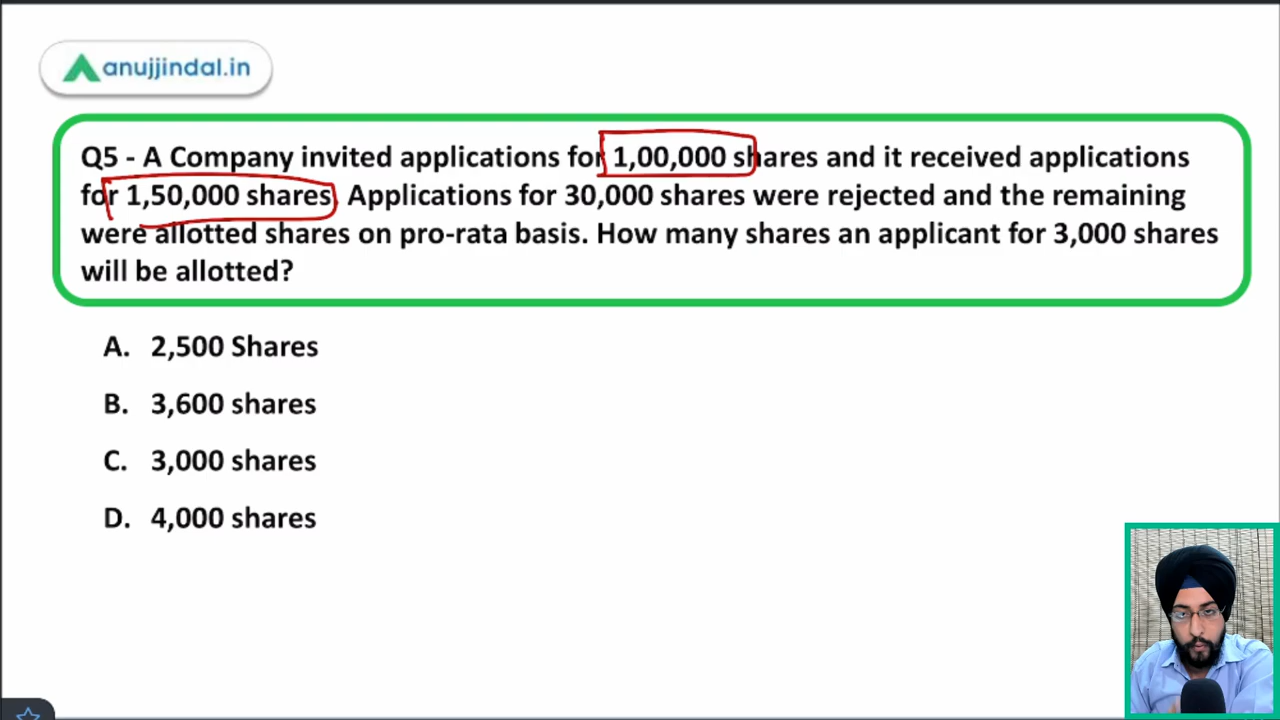 anujjindal.in
Q5 - A Company invited applications for 1,00,000 shares and it received applications
for 1,50,000 shares. Applications for 30,000 shares were rejected and the remaining
were allotted shares on pro-rata basis. How many shares an applicant for 3,000 shares
will be allotted?
A. 2,500 Shares
B. 3,600 shares
C. 3,000 shares
D. 4,000 shares